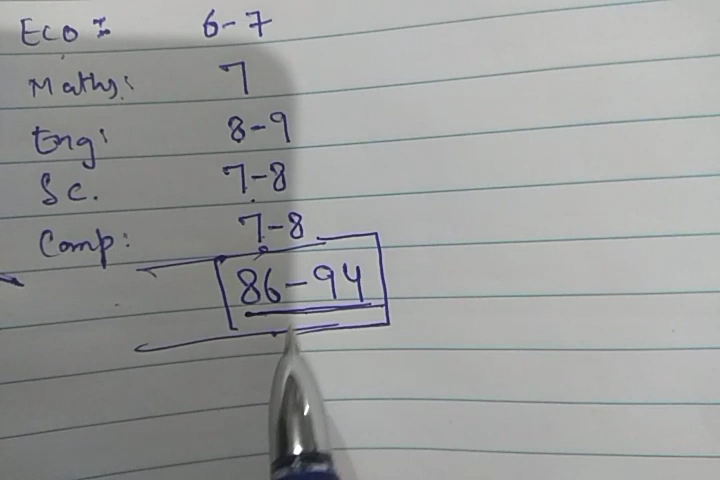 Eco: 6-7
Maths: 7
Eng: 8-9
Sc. 7-8
Comp: 7-8
86-94